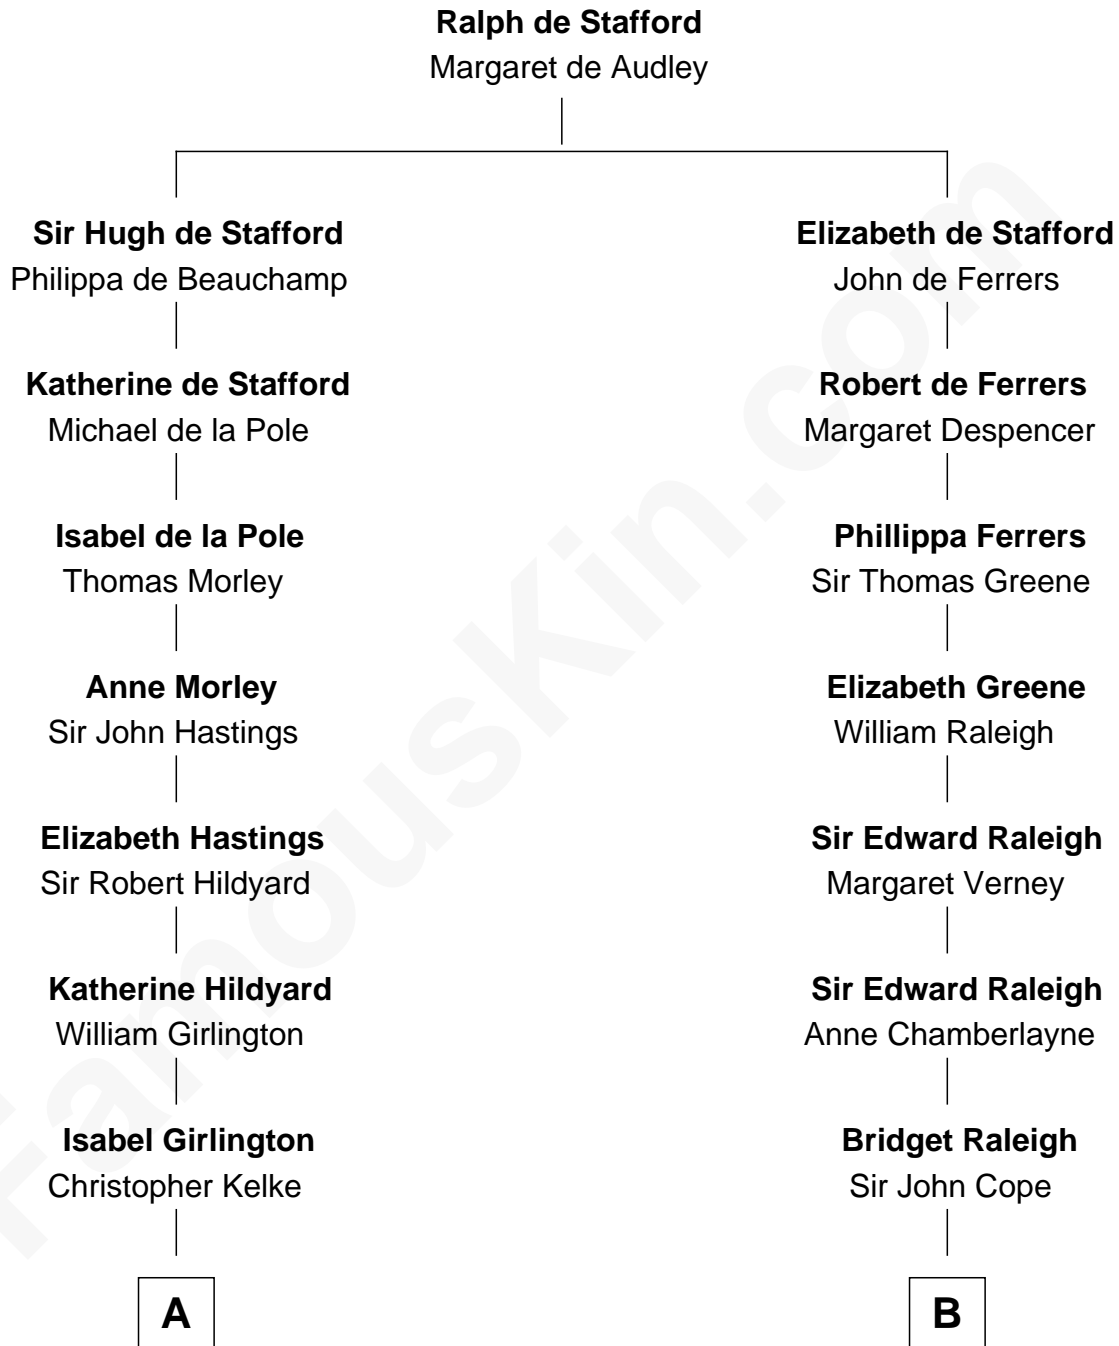 Ralph de Stafford
Margaret de Audley
Sir Hugh de Stafford
Philippa de Beauchamp
Elizabeth de Stafford
John de Ferrers
Katherine de Stafford
Michael de la Pole
Robert de Ferrers
Margaret Despencer
Isabel de la Pole
Thomas Morley
Phillippa Ferrers
Sir Thomas Greene
Anne Morley
Sir John Hastings
Elizabeth Greene
William Raleigh
Elizabeth Hastings
Sir Robert Hildyard
Sir Edward Raleigh
Margaret Verney
Katherine Hildyard
William Girlington
Sir Edward Raleigh
Anne Chamberlayne
Isabel Girlington
Christopher Kelke
Bridget Raleigh
Sir John Cope
A
B
FamousKin.com